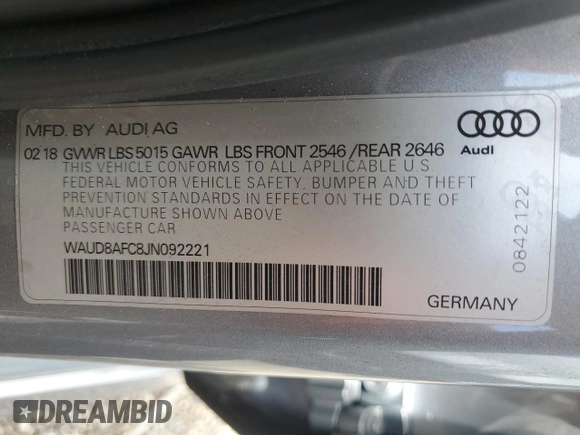 MFD. BY AUDI AG
02 18 GVWR LBS 5015 GAWR LBS FRONT 2546 /REAR 2646
Audi
THIS VEHICLE CONFORMS TO ALL APPLICABLE U.S
FEDERAL MOTOR VEHICLE SAFETY, BUMPER AND THEFT
PREVENTION STANDARDS IN EFFECT ON THE DATE OF
MANUFACTURE SHOWN ABOVE
PASSENGER CAR
WAUD8AFC8JN092221
0842122
GERMANY
DREAMBID